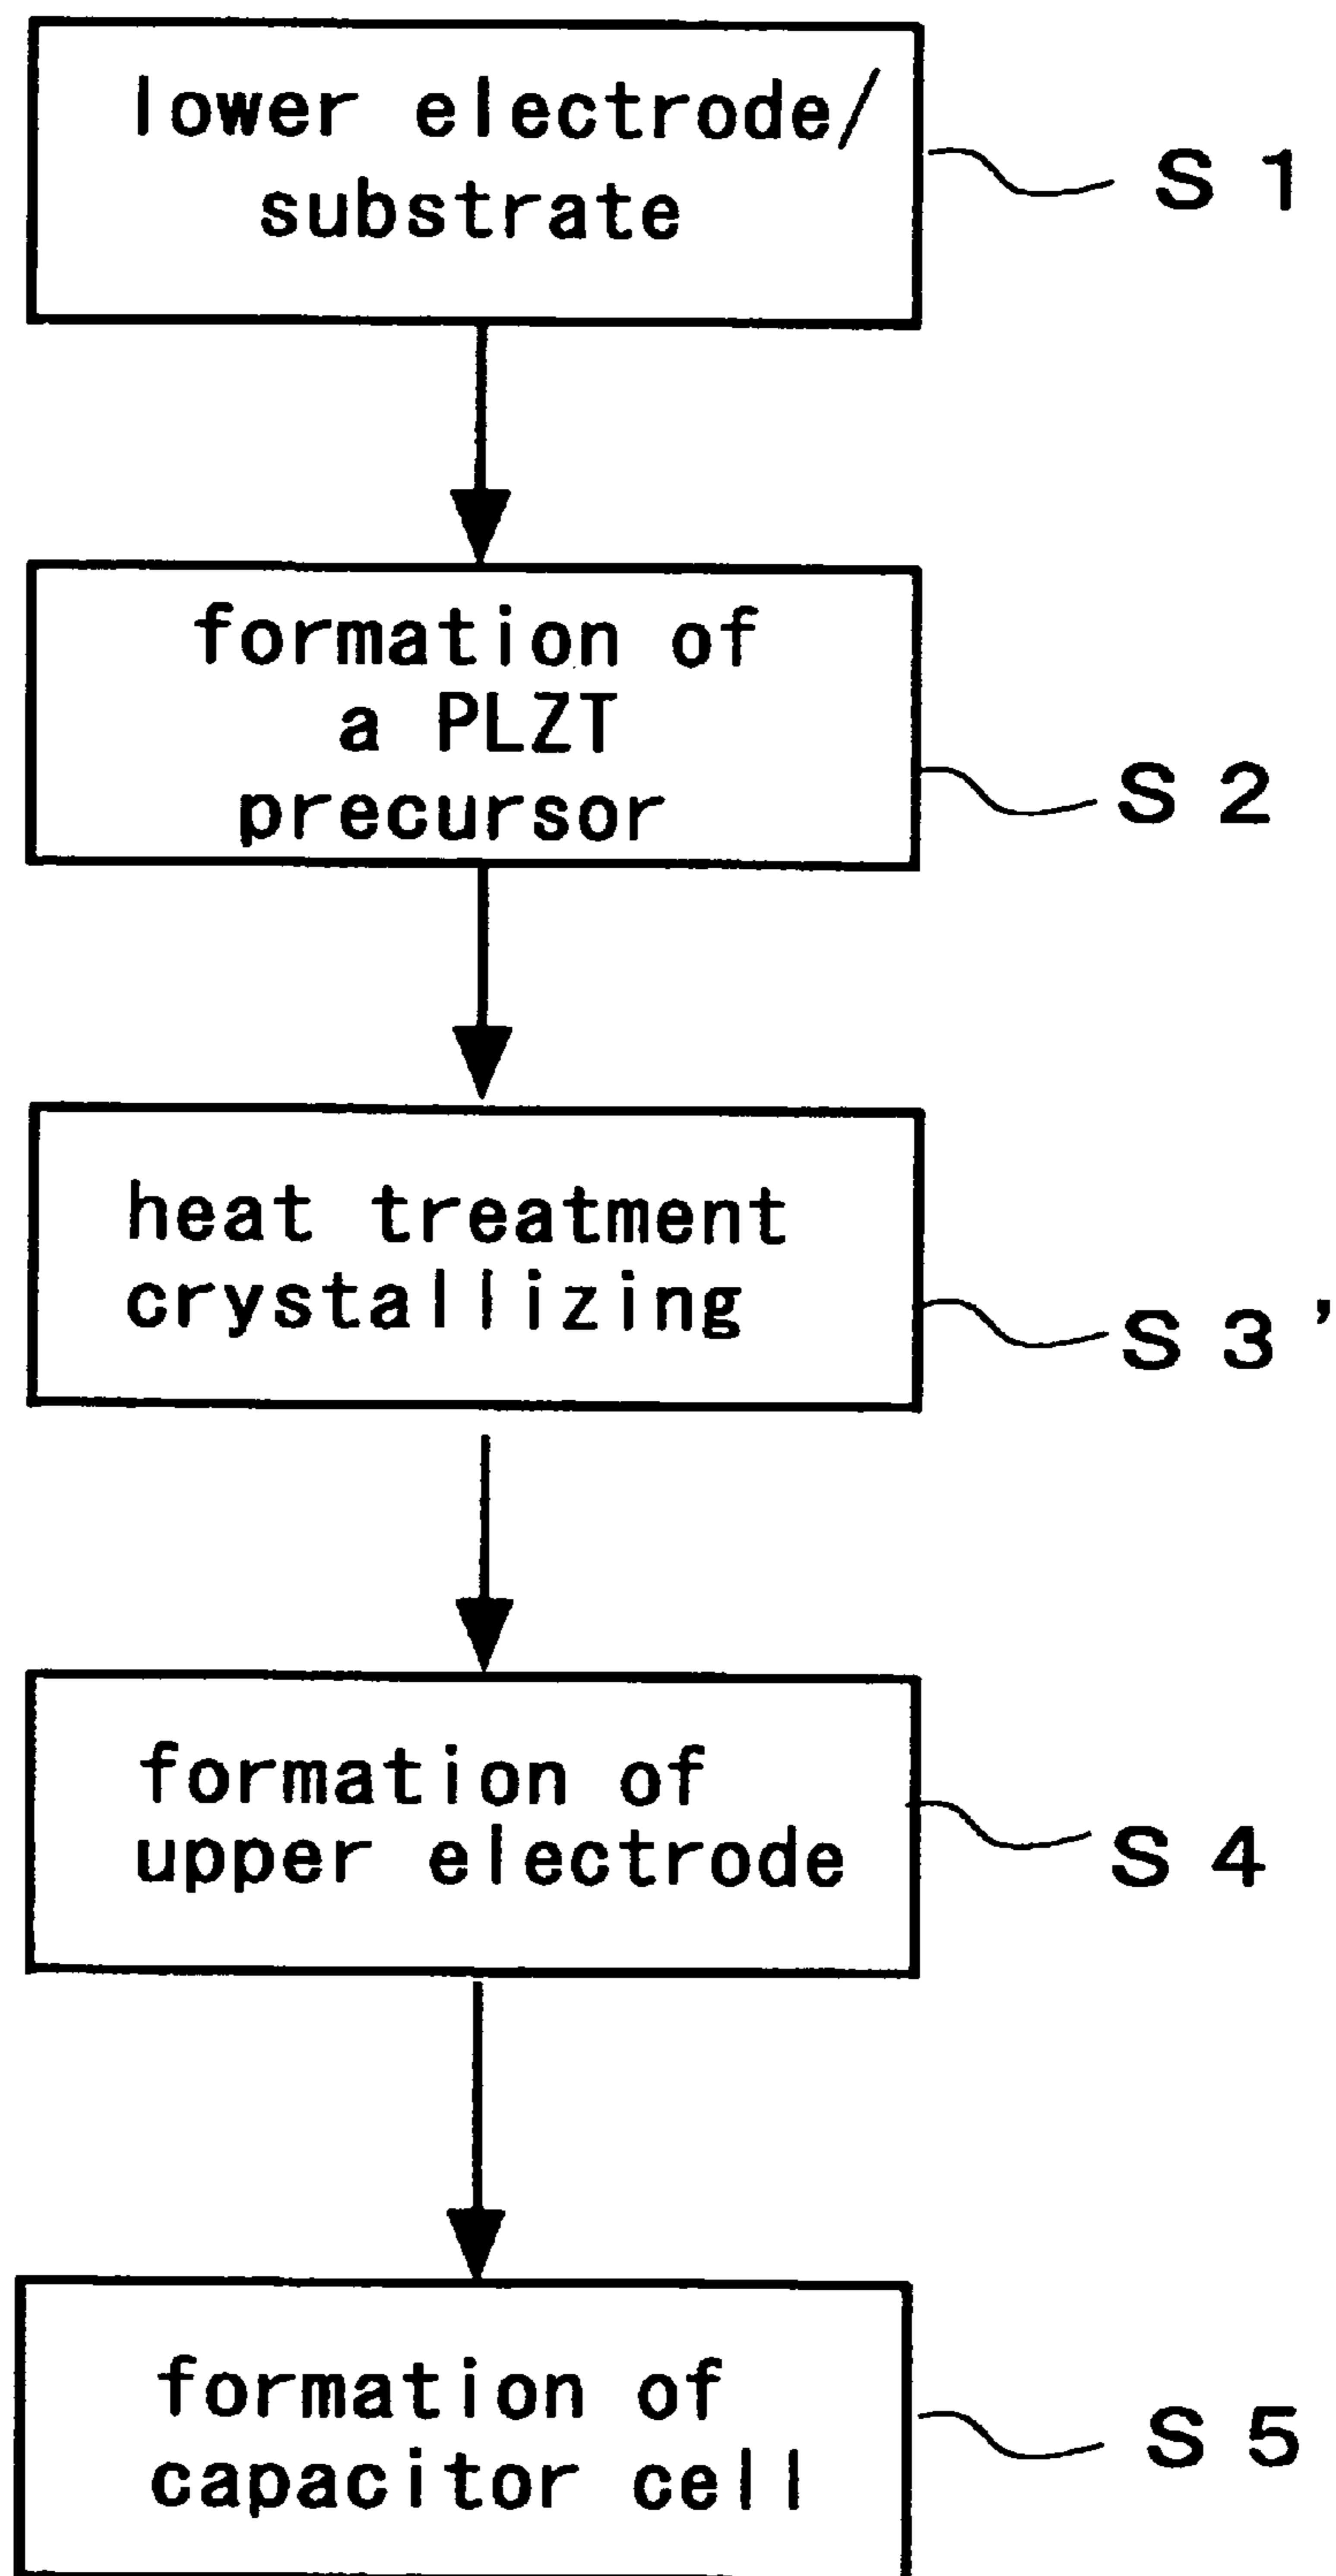 lower electrode/
substrate
S 1
formation of
a PLZT
precursor
S 2
heat treatment
crystallizing
S 3 '
formation of
upper electrode
S 4
formation of
capacitor cell
S 5